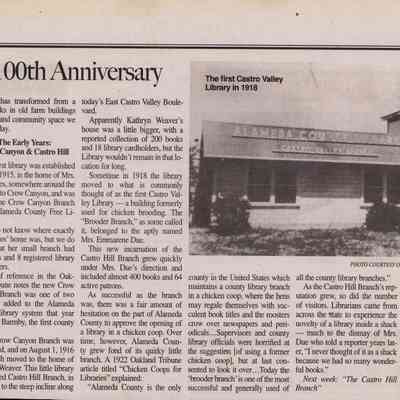 00th Anniversary
has transformed from a
ks in old farm buildings
and community space we
day.
The Early Years:
Canyon & Castro Hill
rst library was established
1915, is the home of Mrs.
es, somewhere around the
to Crow Canyon, and was
he Crow Canyon Branch
Alameda County Free Li-
not know where exactly
es' home was, but we do
at her small branch had
s and 8 registered library
ers.
f reference in the Oak-
bune notes the new Crow
Branch was one of two
added to the Alameda
ibrary system that year
Barmby, the first county
row Canyon Branch was
d, and on August 1, 1916
h moved to the home of
Weaver. This little library
ed Castro Hill Branch, in
to the steep incline along
today's East Castro Valley Boule-
vard.
Apparently Kathryn Weaver's
house was a little bigger, with a
reported collection of 200 books
and 18 library cardholders, but the
Library wouldn't remain in that lo-
cation for long.
Sometime in 1918 the library
moved to what is commonly
thought of as the first Castro Val-
ley Library — a building formerly
used for chicken brooding. The
"Brooder Branch," as some called
it, belonged to the aptly named
Mrs. Emmarene Due.
This new incarnation of the
Castro Hill Branch grew quickly
under Mrs. Due's direction and
included almost 400 books and 64
active patrons.
As successful as the branch
was, there was a fair amount of
hesitation on the part of Alameda
County to approve the opening of
a library in a chicken coop. Over
time, however, Alameda Coun-
ty grew fond of its quirky little
branch. A 1922 Oakland Tribune
article titled "Chicken Coops for
Libraries" explained:
"Alameda County is the only
The first Castro Valley
Library in 1918
PHOTO COURTESY O
county in the United States which
maintains a county library branch
in a chicken coop, where the hens
may regale themselves with suc-
culent book titles and the rosters
crow over newspapers and peri-
odicals…Supervisors and county
library officials were horrified at
the suggestion [of using a former
chicken coop], but at last con-
sented to look it over…Today the
'brooder branch' is one of the most
successful and generally used of
all the county library branches."
As the Castro Hill Branch's rep-
utation grew, so did the number
of visitors. Librarians came from
across the state to experience the
novelty of a library inside a shack
— much to the dismay of Mrs.
Due who told a reporter years lat-
er, "I never thought of it as a shack
because we had so many wonder-
ful books."
Next week: "The Castro Hill
Branch"